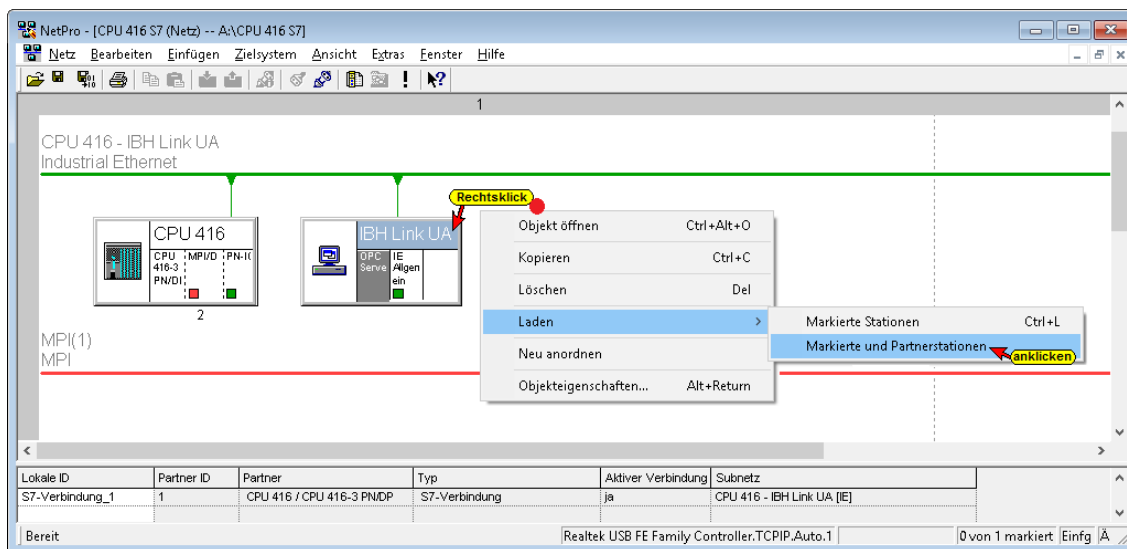 NetPro - [CPU 416 S7 (Netz) -- A:\CPU 416 S7]
Netz Bearbeiten Einfügen Zielsystem Ansicht Extras Fenster Hilfe
1
CPU 416 - IBH Link UA
Industrial Ethernet
Rechtsklick
CPU 416
CPU 416-3 PN/DP
MPI/D
PN-I(
2
IBH Link UA
OPC Serve
IE Allgen ein
Objekt öffnen Ctrl+Alt+O
Kopieren Ctrl+C
Löschen Del
Laden >
Neu anordnen
Objekteigenschaften... Alt+Return
Markierte Stationen Ctrl+L
Markierte und Partnerstationen
anklicken
MPI(1)
MPI
Lokale ID Partner ID Partner Typ Aktiver Verbindung Subnetz
S7-Verbindung_1 1 CPU 416 / CPU 416-3 PN/DP S7-Verbindung ja CPU 416 - IBH Link UA [IE]
Bereit Realtek USB FE Family Controller.TCPIP.Auto.1 0 von 1 markiert Einfg Ä